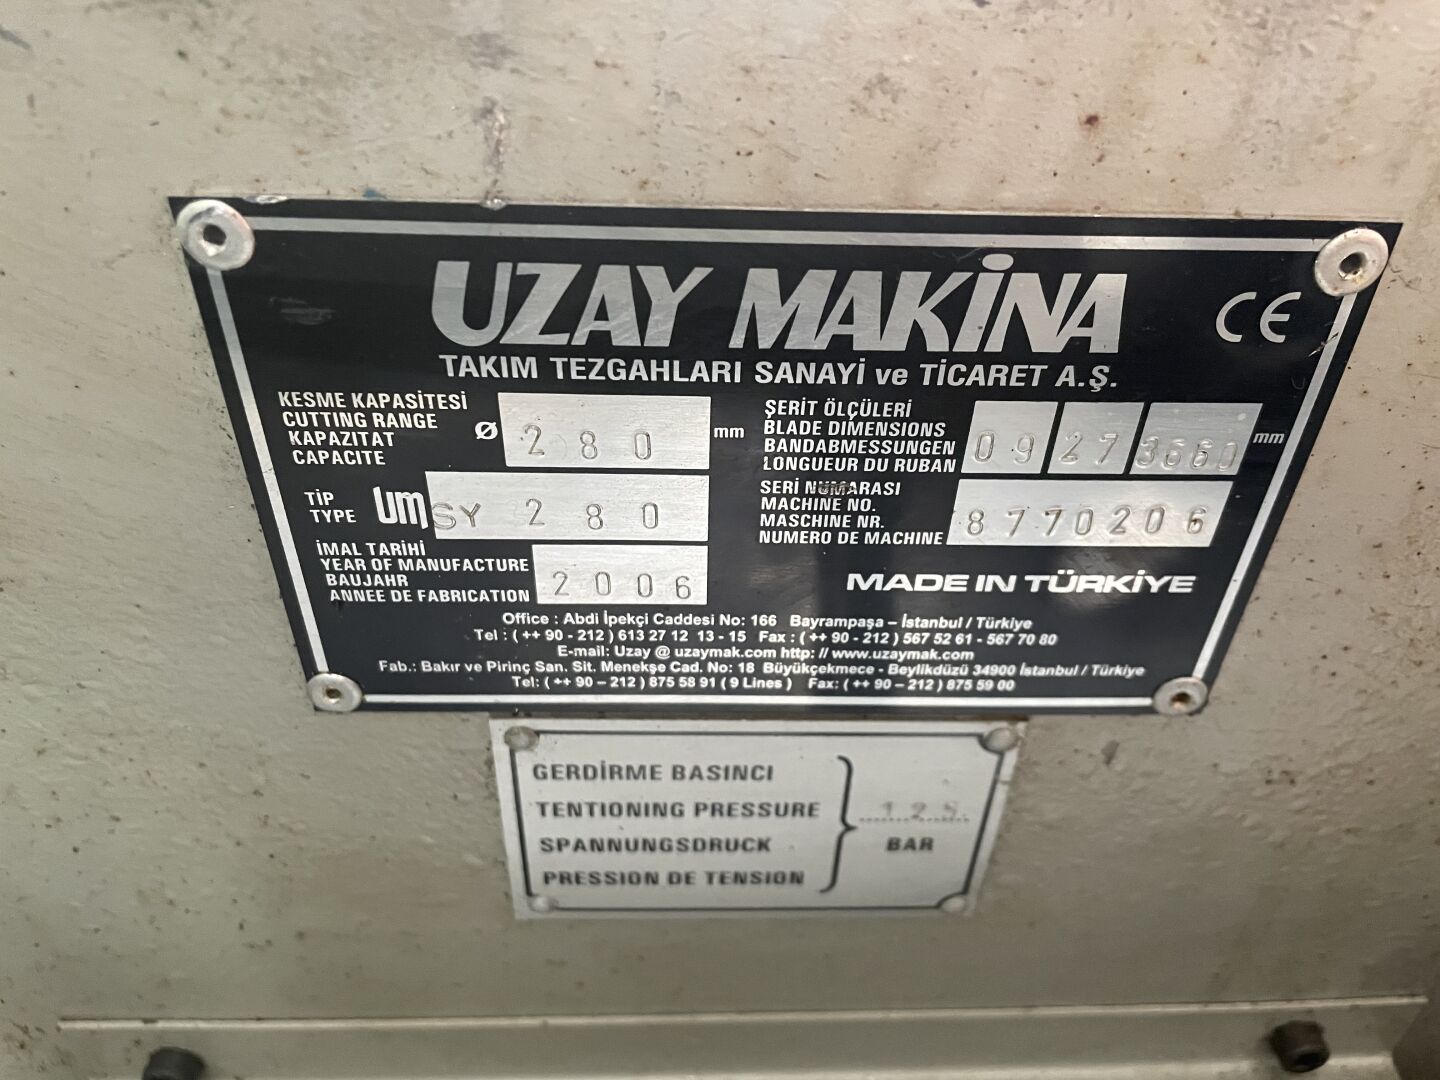 UZAY MAKİNA
CE
TAKIM TEZGAHLARI SANAYİ ve TİCARET A.Ş.
KESME KAPASİTESİ
CUTTING RANGE
KAPAZITAT
CAPACITE
Ø 280 mm
ŞERİT ÖLÇÜLERİ
BLADE DIMENSIONS
BANDABMESSUNGEN
LONGUEUR DU RUBAN
09 27 3660 mm
TİP
TYPE
UM SY 280
SERİ NUMARASI
MACHINE NO.
MASCHINE NR.
NUMERO DE MACHINE
8770206
İMAL TARİHİ
YEAR OF MANUFACTURE
BAUJAHR
ANNEE DE FABRICATION
2006
MADE IN TÜRKİYE
Office : Abdi İpekçi Caddesi No: 166 Bayrampaşa – İstanbul / Türkiye
Tel : ( ++ 90 - 212 ) 613 27 12 13 - 15 Fax : ( ++ 90 - 212 ) 567 52 61 - 567 70 80
E-mail: Uzay @ uzaymak.com http: // www.uzaymak.com
Fab.: Bakır ve Pirinç San. Sit. Menekşe Cad. No: 18 Büyükçekmece - Beylikdüzü 34900 İstanbul / Türkiye
Tel: ( ++ 90 – 212 ) 875 58 91 ( 9 Lines ) Fax: ( ++ 90 – 212 ) 875 59 00
GERDİRME BASINCI
TENTIONING PRESSURE
SPANNUNGSDRUCK
PRESSION DE TENSION
BAR